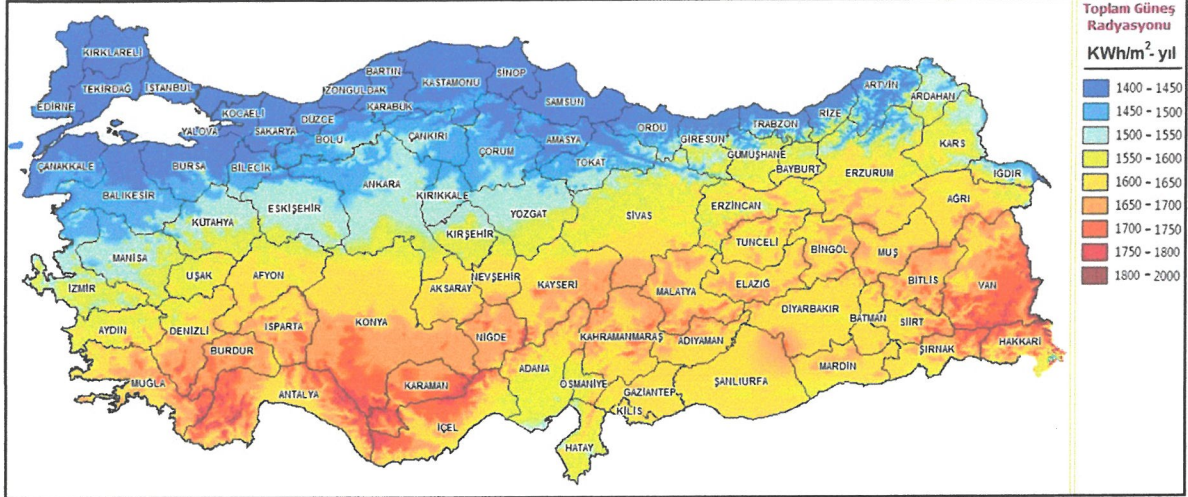 Toplam Güneş
Radyasyonu
KWh/m²- yıl
1400 - 1450
1450 - 1500
1500 - 1550
1550 - 1600
1600 - 1650
1650 - 1700
1700 - 1750
1750 - 1800
1800 - 2000
KIRKLARELİ
TEKİRDAĞ
İSTANBUL
EDİRNE
KOCAELİ
YALOVA
SAKARYA
DÜZCE
ZONGULDAK
BARTIN
KARABÜK
KASTAMONU
SİNOP
SAMSUN
ORDU
GİRESUN
TRABZON
RİZE
ARTVİN
ARDAHAN
ÇANAKKALE
BURSA
BİLECİK
BOLU
ÇANKIRI
ÇORUM
AMASYA
TOKAT
GÜMÜŞHANE
BAYBURT
KARS
IĞDIR
BALIKESİR
KÜTAHYA
ESKİŞEHİR
ANKARA
KIRIKKALE
YOZGAT
SİVAS
ERZİNCAN
ERZURUM
AĞRI
MANİSA
UŞAK
AFYON
KIRŞEHİR
NEVŞEHİR
AKSARAY
KAYSERİ
MALATYA
TUNCELİ
ELAZIĞ
BİNGÖL
MUŞ
BİTLİS
VAN
İZMİR
AYDIN
DENİZLİ
ISPARTA
BURDUR
KONYA
NİĞDE
KAHRAMANMARAŞ
ADIYAMAN
DİYARBAKIR
BATMAN
SİİRT
ŞIRNAK
HAKKARİ
MUĞLA
ANTALYA
KARAMAN
İÇEL
ADANA
OSMANİYE
GAZİANTEP
KİLİS
ŞANLIURFA
MARDİN
HATAY